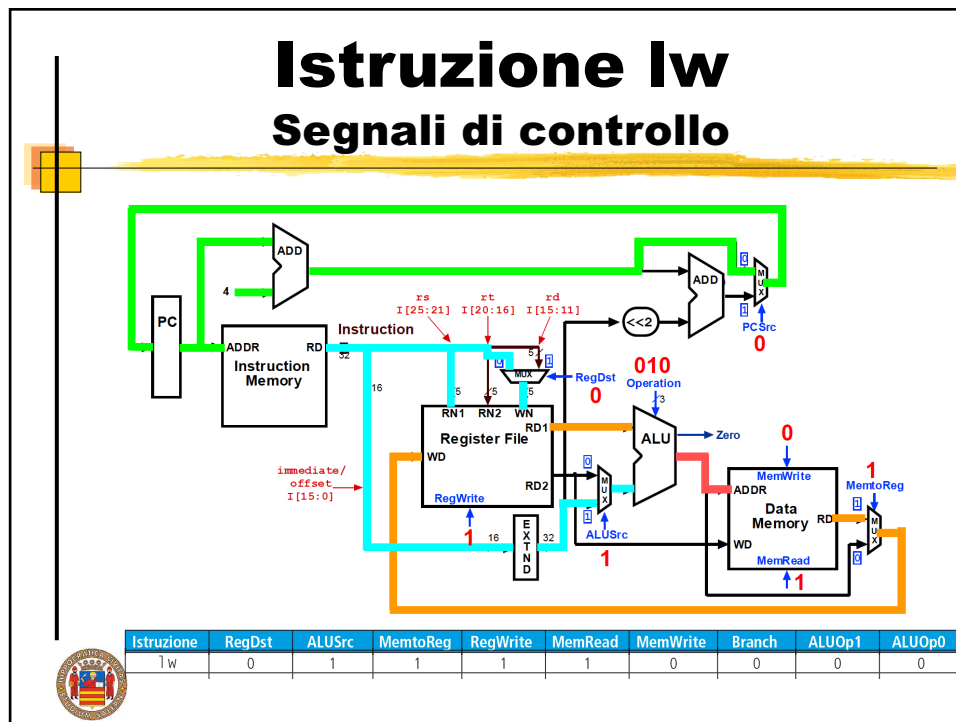 Istruzione lw
Segnali di controllo
ADD
4
PC
ADDR
RD
Instruction
32
Instruction
Memory
16
rs
I[25:21]
rt
I[20:16]
rd
I[15:11]
5
0
1
MUX
RegDst
0
5
5
5
RN1
RN2
WN
Register File
RD1
WD
RD2
RegWrite
1
immediate/
offset
I[15:0]
16
EXTND
32
<<2
ADD
0
MUX
1
PCSrc
0
010
Operation
3
ALU
Zero
0
MUX
1
ALUSrc
1
0
MemWrite
ADDR
Data
Memory
RD
WD
MemRead
1
1
MemtoReg
1
MUX
0
Istruzione RegDst ALUSrc MemtoReg RegWrite MemRead MemWrite Branch ALUOp1 ALUOp0
lw 0 1 1 1 1 0 0 0 0